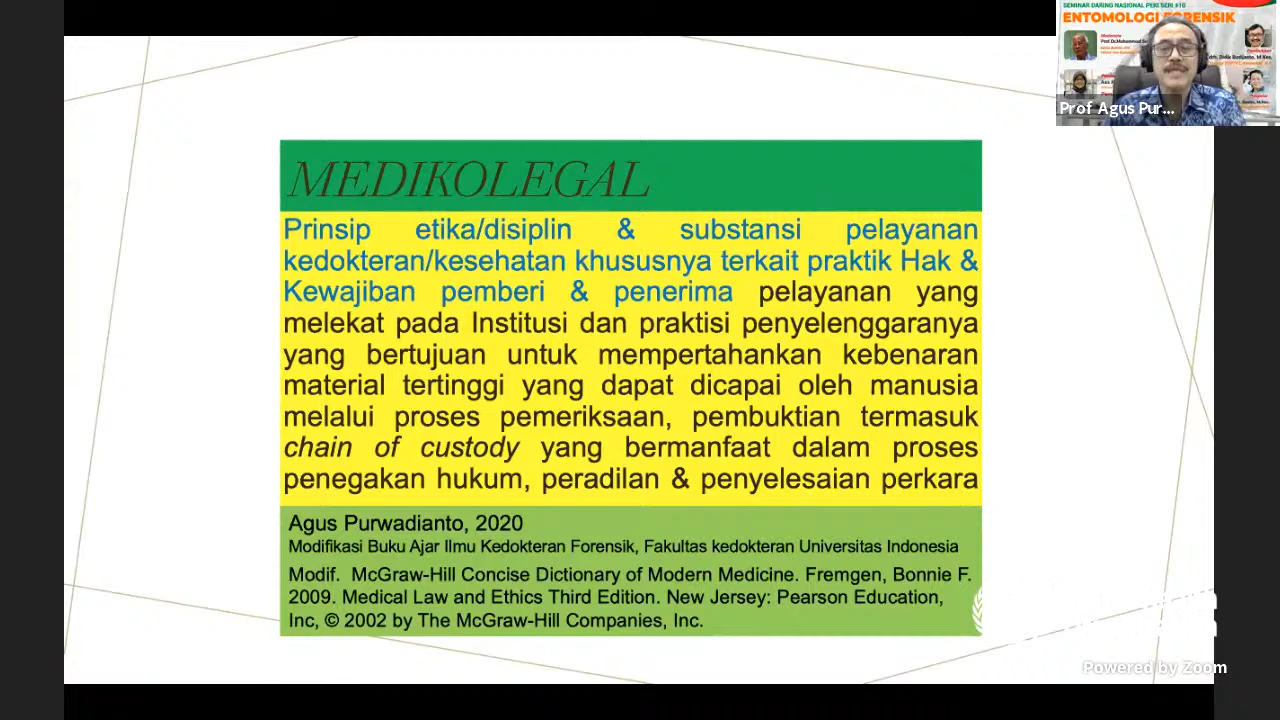 MEDIKOLEGAL
Prinsip etika/disiplin & substansi pelayanan
kedokteran/kesehatan khususnya terkait praktik Hak &
Kewajiban pemberi & penerima pelayanan yang
melekat pada Institusi dan praktisi penyelenggaranya
yang bertujuan untuk mempertahankan kebenaran
material tertinggi yang dapat dicapai oleh manusia
melalui proses pemeriksaan, pembuktian termasuk
chain of custody yang bermanfaat dalam proses
penegakan hukum, peradilan & penyelesaian perkara
Agus Purwadianto, 2020
Modifikasi Buku Ajar Ilmu Kedokteran Forensik, Fakultas kedokteran Universitas Indonesia
Modif. McGraw-Hill Concise Dictionary of Modern Medicine. Fremgen, Bonnie F.
2009. Medical Law and Ethics Third Edition. New Jersey: Pearson Education,
Inc, © 2002 by The McGraw-Hill Companies, Inc.
SEMINAR DARING NASIONAL PEKI SERI #10
ENTOMOLOGI FORENSIK
Prof Agus Pur...
Powered by Zoom